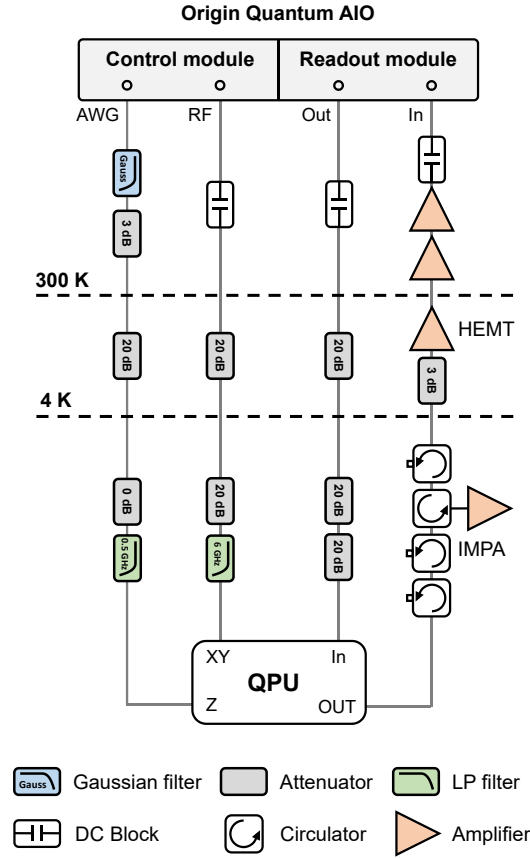 Origin Quantum AIO
Control module Readout module
AWG RF Out In
Gauss
3 dB
300 K
HEMT
20 dB 20 dB 20 dB 3 dB
4 K
0 dB 20 dB 20 dB
0.5 GHz 6 GHz 20 dB IMPA
XY In
QPU
Z OUT
Gauss Gaussian filter Attenuator LP filter
DC Block Circulator Amplifier